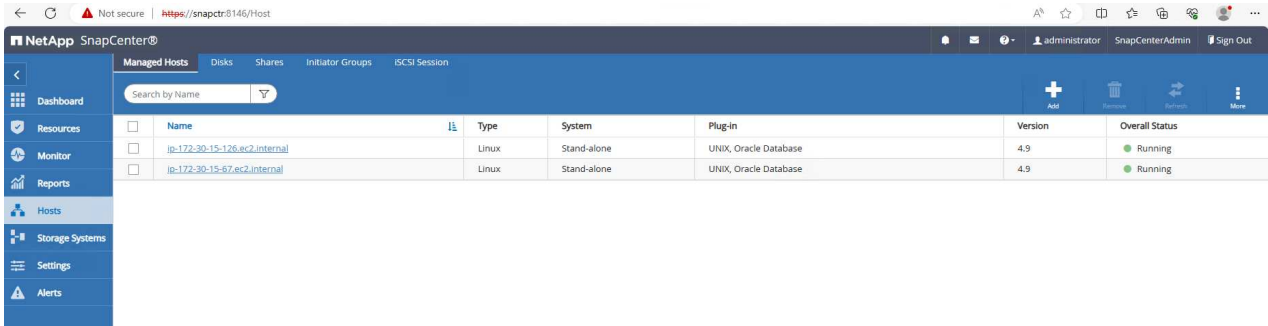 Not secure | https://snapctr:8146/Host
NetApp SnapCenter®
administrator SnapCenterAdmin Sign Out
Managed Hosts Disks Shares Initiator Groups iSCSI Session
Search by Name
Add Remove Refresh More
Dashboard
Resources
Monitor
Reports
Hosts
Storage Systems
Settings
Alerts
Name Type System Plug-in Version Overall Status
ip-172-30-15-126.ec2.internal Linux Stand-alone UNIX, Oracle Database 4.9 Running
ip-172-30-15-67.ec2.internal Linux Stand-alone UNIX, Oracle Database 4.9 Running